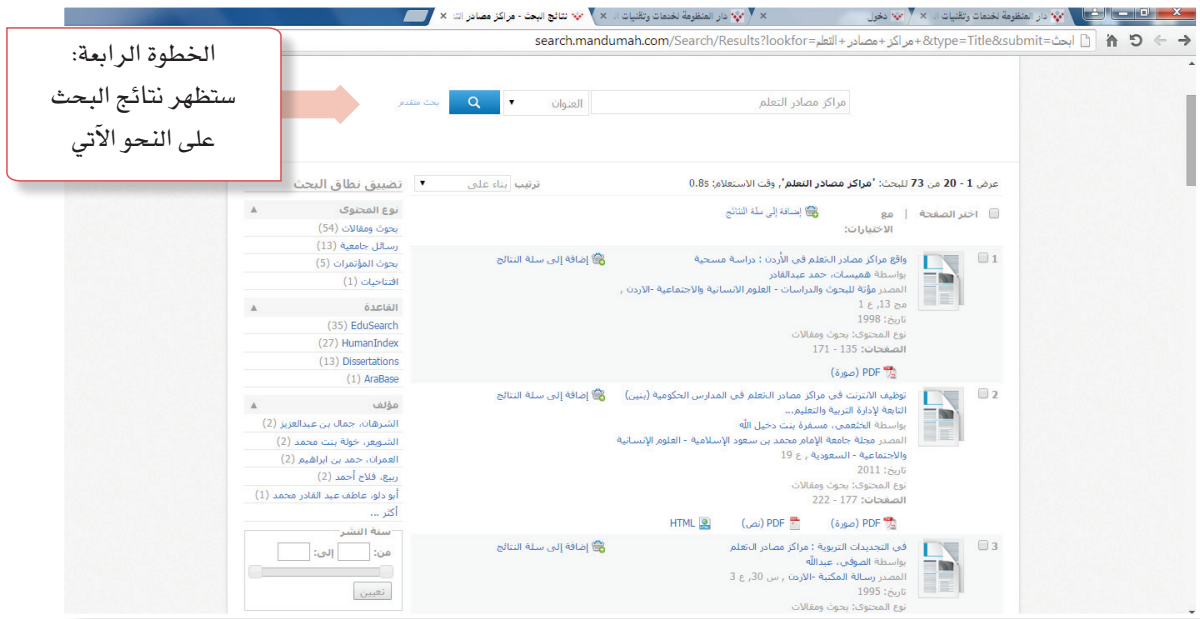 دار المنظومة لخدمات وتقنيات ال
دخول
دار المنظومة لخدمات وتقنيات ال
نتائج البحث - مراكز مصادر الت
search.mandumah.com/Search/Results?lookfor=مراكز+مصادر+التعلم+&type=Title&submit=ابحث
الخطوة الرابعة:
ستظهر نتائج البحث
على النحو الآتي
مراكز مصادر التعلم
العنوان
بحث متقدم
عرض 1 - 20 من 73 للبحث: 'مراكز مصادر التعلم', وقت الاستعلام: 0.8s
ترتيب بناء على
اختر الصفحة | مع الاختيارات:
إضافة إلى سلة النتائج
1
واقع مراكز مصادر التعلم في الأردن : دراسة مسحية
بواسطة هميسات، حمد عبدالقادر
المصدر مؤتة للبحوث والدراسات - العلوم الانسانية والاجتماعية -الاردن ,
مج 13, ع 1
تاريخ: 1998
نوع المحتوى: بحوث ومقالات
الصفحات: 135 - 171
PDF (صورة)
إضافة إلى سلة النتائج
2
توظيف الانترنت في مراكز مصادر التعلم في المدارس الحكومية (بنين)
التابعة لإدارة التربية والتعليم...
بواسطة الخثعمي، مسفرة بنت دخيل الله
المصدر مجلة جامعة الإمام محمد بن سعود الإسلامية - العلوم الإنسانية
والاجتماعية - السعودية , ع 19
تاريخ: 2011
نوع المحتوى: بحوث ومقالات
الصفحات: 177 - 222
PDF (صورة) PDF (نص) HTML
إضافة إلى سلة النتائج
3
في التجديدات التربوية : مراكز مصادر التعلم
بواسطة الصوفي، عبدالله
المصدر رسالة المكتبة -الاردن , س 30, ع 3
تاريخ: 1995
نوع المحتوى: بحوث ومقالات
إضافة إلى سلة النتائج
تضييق نطاق البحث
نوع المحتوى
بحوث ومقالات (54)
رسائل جامعية (13)
بحوث المؤتمرات (5)
افتتاحيات (1)
القاعدة
EduSearch (35)
HumanIndex (27)
Dissertations (13)
AraBase (1)
مؤلف
الشرهان، جمال بن عبدالعزيز (2)
الشويعر، خولة بنت محمد (2)
العمران، حمد بن ابراهيم (2)
ربيع، فلاح أحمد (2)
أبو دلو، عاطف عبد القادر محمد (1)
أكثر ...
سنة النشر
من: إلى:
تعيين